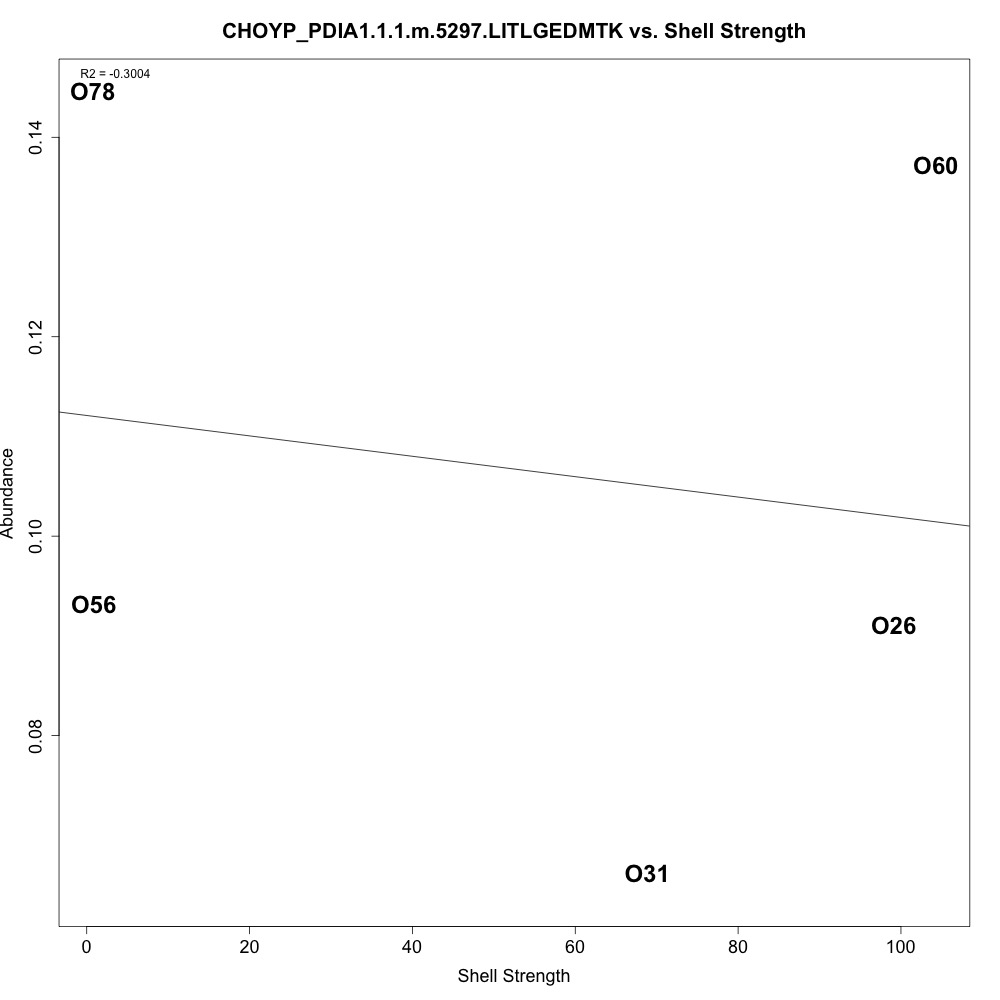 CHOYP_PDIA1.1.1.m.5297.LITLGEDMTK vs. Shell Strength
R2 = -0.3004
O78
O60
O56
O26
O31
0.14
0.12
0.10
0.08
Abundance
0 20 40 60 80 100
Shell Strength